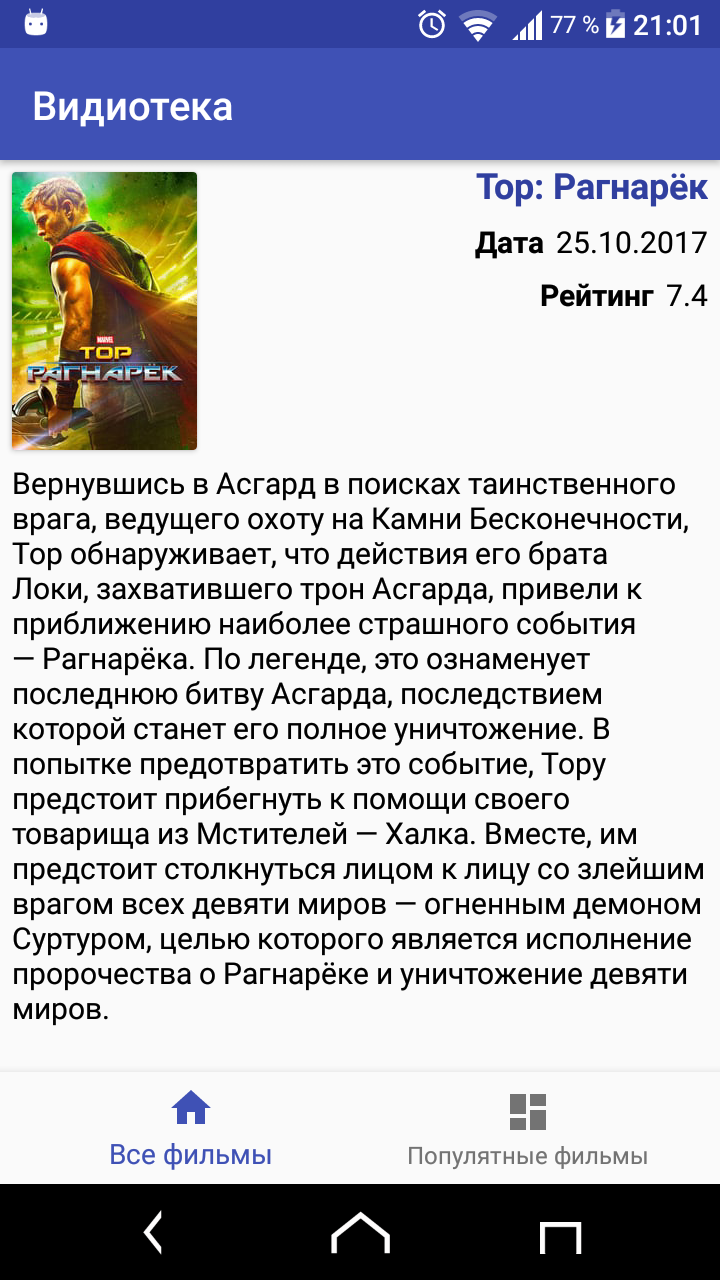 77 % 21:01
Видиотека
Тор: Рагнарёк
Дата 25.10.2017
Рейтинг 7.4
MARVEL
ТОР
РАГНАРЁК
Вернувшись в Асгард в поисках таинственного
врага, ведущего охоту на Камни Бесконечности,
Тор обнаруживает, что действия его брата
Локи, захватившего трон Асгарда, привели к
приближению наиболее страшного события
— Рагнарёка. По легенде, это ознаменует
последнюю битву Асгарда, последствием
которой станет его полное уничтожение. В
попытке предотвратить это событие, Тору
предстоит прибегнуть к помощи своего
товарища из Мстителей — Халка. Вместе, им
предстоит столкнуться лицом к лицу со злейшим
врагом всех девяти миров — огненным демоном
Суртуром, целью которого является исполнение
пророчества о Рагнарёке и уничтожение девяти
миров.
Все фильмы
Популятные фильмы